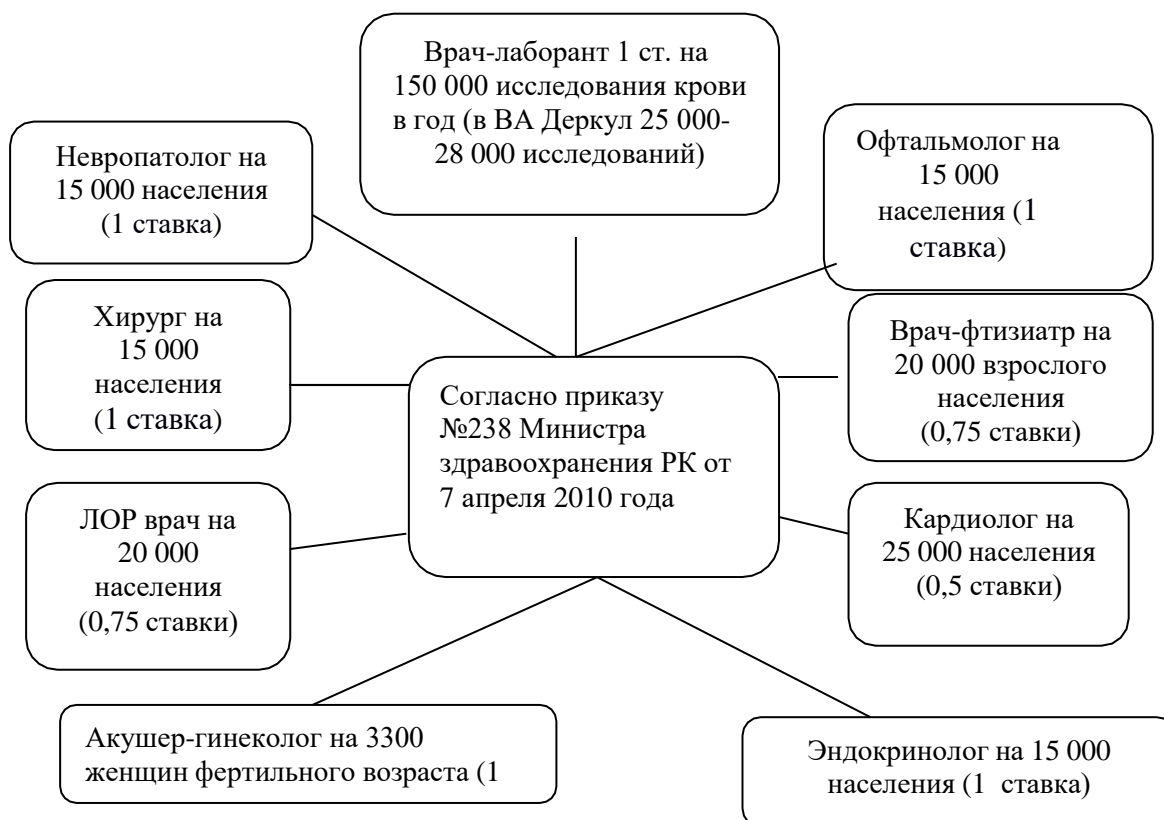 Врач-лаборант 1 ст. на
150 000 исследования крови
в год (в ВА Деркул 25 000-
28 000 исследований)
Невропатолог на
15 000 населения
(1 ставка)
Офтальмолог на
15 000
населения (1
ставка)
Хирург на
15 000
населения
(1 ставка)
Врач-фтизиатр на
20 000 взрослого
населения
(0,75 ставки)
Согласно приказу
№238 Министра
здравоохранения РК от
7 апреля 2010 года
ЛОР врач на
20 000
населения
(0,75 ставки)
Кардиолог на
25 000 населения
(0,5 ставки)
Акушер-гинеколог на 3300
женщин фертильного возраста (1
Эндокринолог на 15 000
населения (1 ставка)